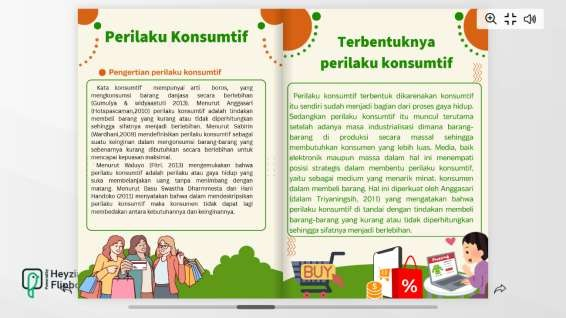 Perilaku Konsumtif
Pengertian perilaku konsumtif
Kata konsumtif mempunyai arti boros, yang
mengkonsumsi barang danjasa secara berlebihan
(Gumulya & widyaastuti 2013). Menurut Anggasari
(Hotapascaman,2010) perilaku konsumtif adalah tindakan
membeli barang yang kurang atau tidak diperhitungkan
sehingga sifatnya menjadi berlebihan. Menurut Sabirin
(Wardhani,2009) mendefinisikan perilaku konsumtif sebagai
suatu keinginan dalam mengonsumsi barang-barang yang
sebenarnya kurang dibutuhkan secara berlebihan untuk
mencapai kepuasan maksimal.
Menurut Waluyo (Fitri, 2013) mengemukakan bahwa
perilaku konsumtif adalah perilaku atau gaya hidup yang
suka membelanjakan uang tanpa menimbang dengan
matang. Menurut Basu Swastha Dharmmesta dan Hani
Handoko (2011) menyatakan bahwa dalam mendeskripsikan
perilaku konsumtif maka konsumen tidak dapat lagi
membedakan antara kebutuhannya dan keinginannya.
Terbentuknya
perilaku konsumtif
Perilaku konsumtif terbentuk dikarenakan konsumtif
itu sendiri sudah menjadi bagian dari proses gaya hidup.
Sedangkan perilaku konsumtif itu muncul terutama
setelah adanya masa industrialisasi dimana barang-
barang di produksi secara massal sehingga
membutuhkan konsumen yang lebih luas. Media, baik
elektronik maupun massa dalam hal ini menempati
posisi strategis dalam membentu perilaku konsumtif,
yaitu sebagai medium yang menarik minat. konsumen
dalam membeli barang. Hal ini diperkuat oleh Anggasari
(dalam Triyaningsih, 2011) yang mengatakan bahwa
perilaku konsumtif di tandai dengan tindakan membeli
barang-barang yang kurang atau tidak diperhitungkan
sehingga sifatnya menjadi berlebihan.
BUY
%
$
Heyzi
Flipbo